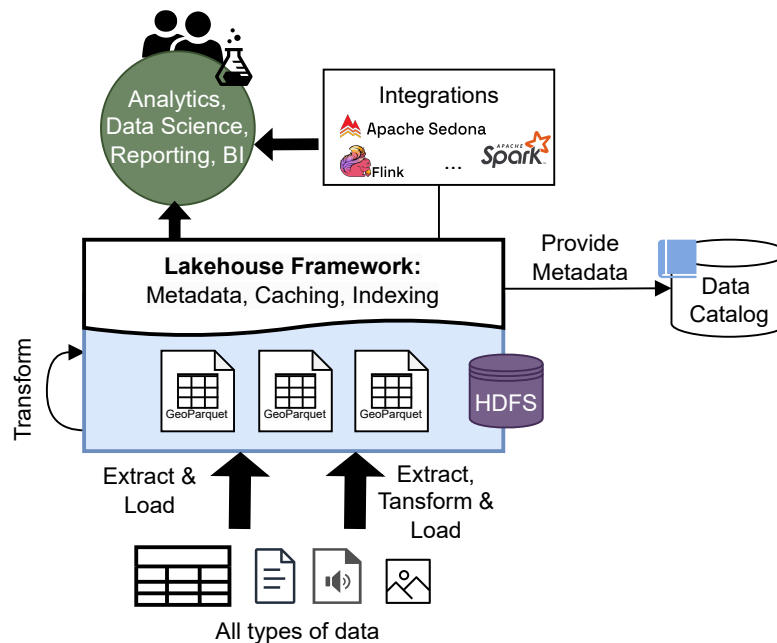 Analytics,
Data Science,
Reporting, BI
Integrations
Apache Sedona
Flink
...
APACHE
Spark
Lakehouse Framework:
Metadata, Caching, Indexing
Provide
Metadata
Data
Catalog
Transform
GeoParquet
GeoParquet
GeoParquet
HDFS
Extract &
Load
Extract,
Tansform &
Load
All types of data